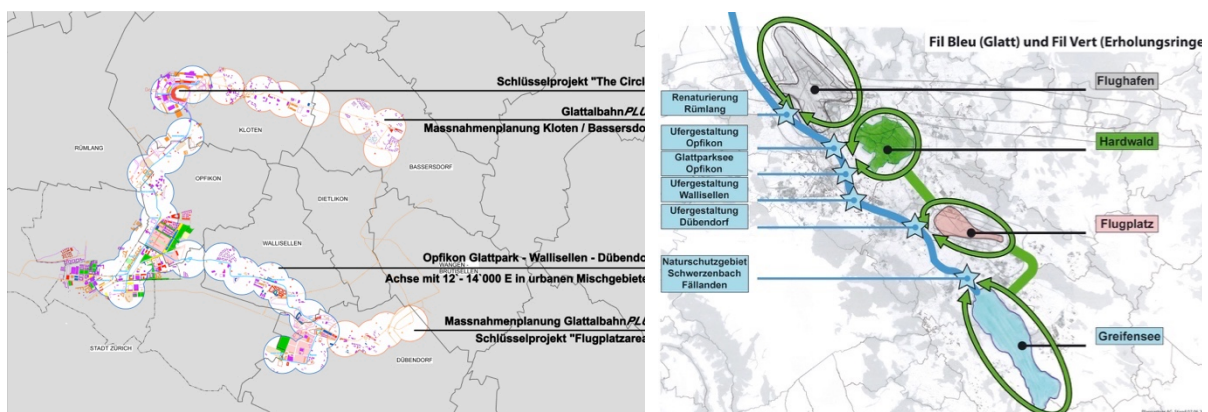 Schlüsselprojekt "The Circl
GlattalbahnPLU
Massnahmenplanung Kloten / Bassersdo
KLOTEN
RÜMLANG
BASSERSDORF
OPFIKON
DIETLIKON
WALLISELLEN
Opfikon Glattpark - Wallisellen - Dübendo
WANGEN-
BRÜTTISELLEN
Achse mit 12`- 14`000 E in urbanen Mischgebiete
Massnahmenplanung GlattalbahnPLU
Schlüsselprojekt "Flugplatzarea
STADT ZÜRICH
DÜBENDORF
Fil Bleu (Glatt) und Fil Vert (Erholungsringe
Flughafen
Renaturierung
Rümlang
Ufergestaltung
Opfikon
Hardwald
Glattparksee
Opfikon
Ufergestaltung
Wallisellen
Ufergestaltung
Dübendorf
Flugplatz
Naturschutzgebiet
Schwerzenbach
Fällanden
Greifensee